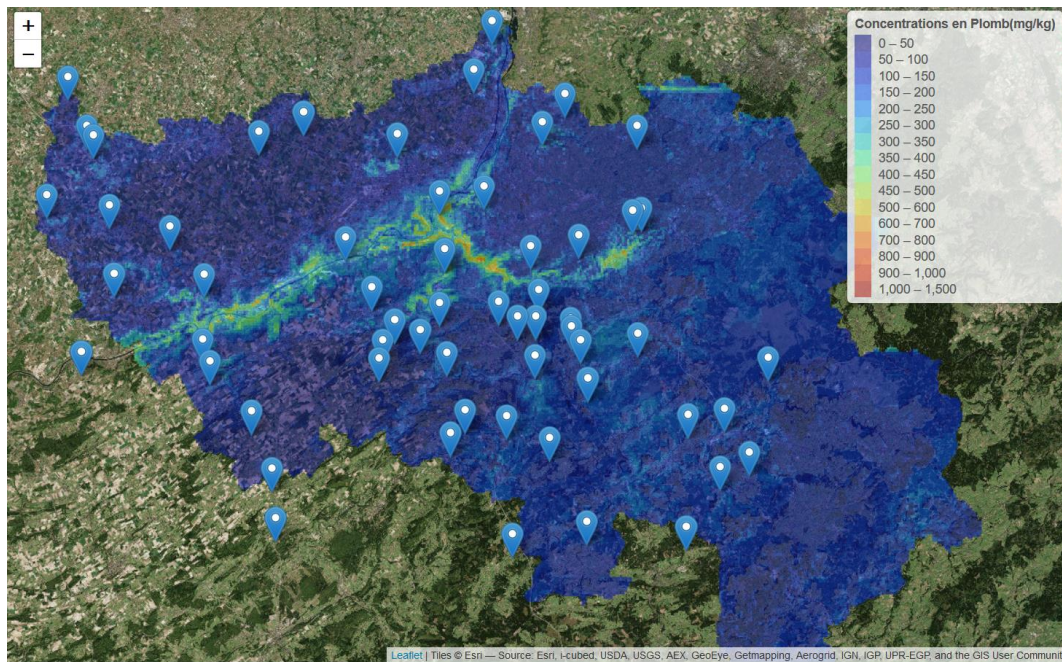 +
−
Concentrations en Plomb(mg/kg)
0 – 50
50 – 100
100 – 150
150 – 200
200 – 250
250 – 300
300 – 350
350 – 400
400 – 450
450 – 500
500 – 600
600 – 700
700 – 800
800 – 900
900 – 1,000
1,000 – 1,500
Leaflet | Tiles © Esri — Source: Esri, i-cubed, USDA, USGS, AEX, GeoEye, Getmapping, Aerogrid, IGN, IGP, UPR-EGP, and the GIS User Communi